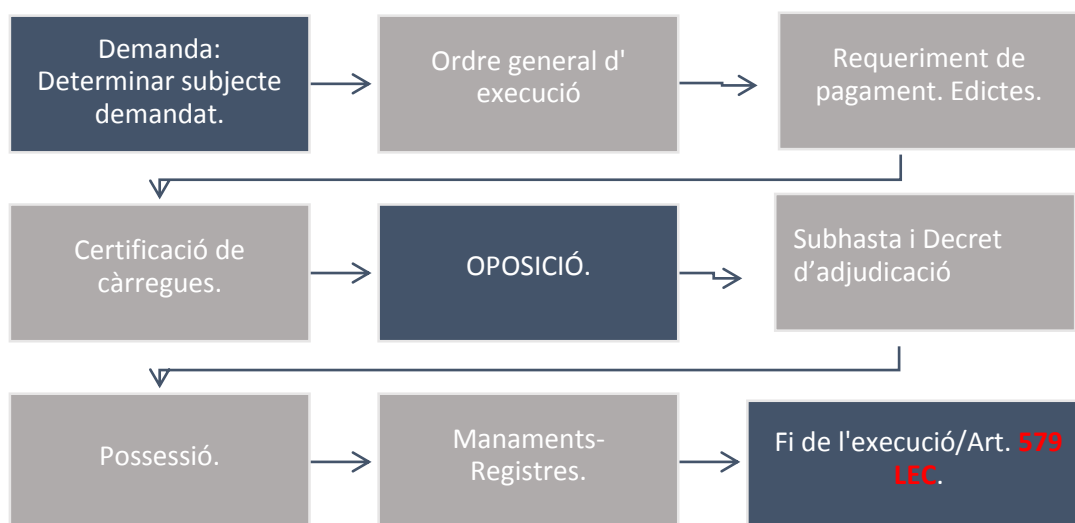 Demanda:
Determinar subjecte
demandat.
Ordre general d'
execució
Requeriment de
pagament. Edictes.
Certificació de
càrregues.
OPOSICIÓ.
Subhasta i Decret
d’adjudicació
Possessió.
Manaments-
Registres.
Fi de l'execució/Art. 579
LEC.